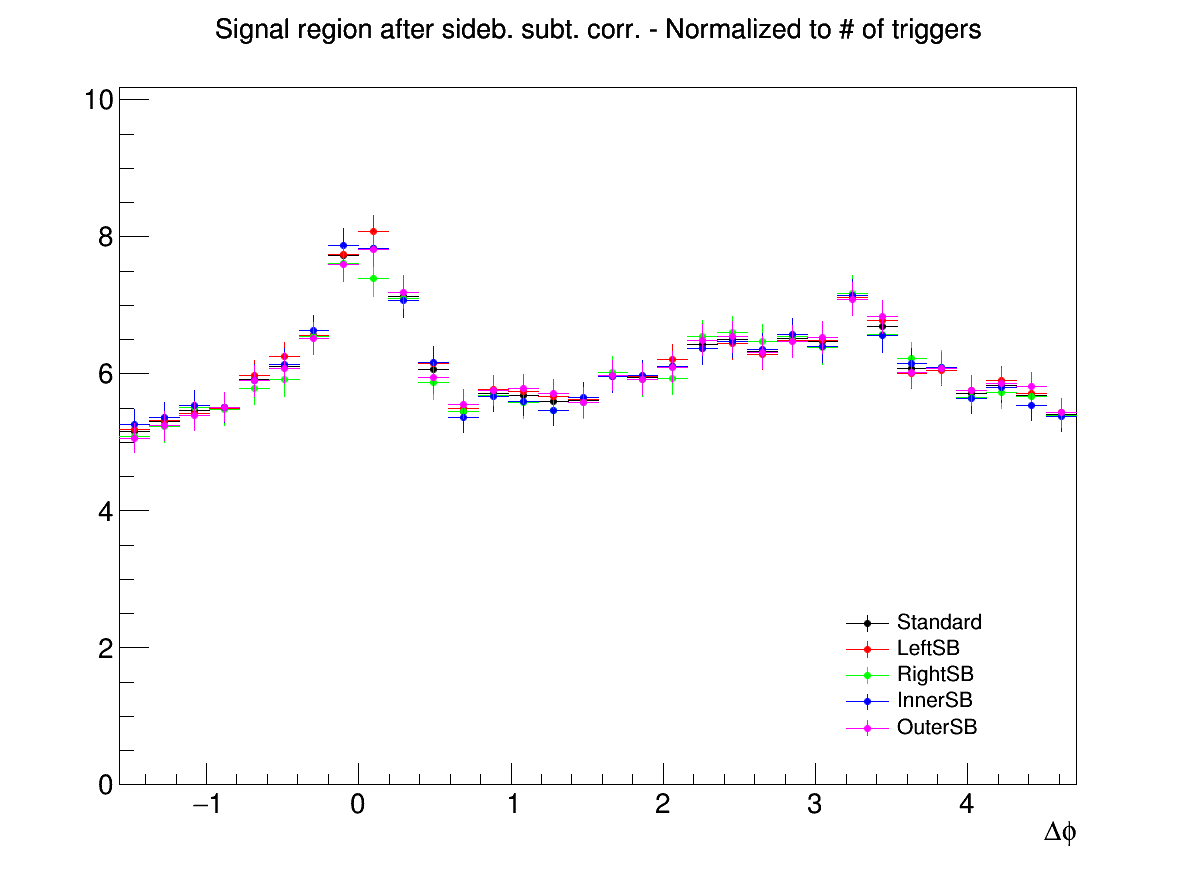 Signal region after sideb. subt. corr. - Normalized to # of triggers
10
8
6
4
2
0
−1 0 1 2 3 4
Δϕ
Standard
LeftSB
RightSB
InnerSB
OuterSB